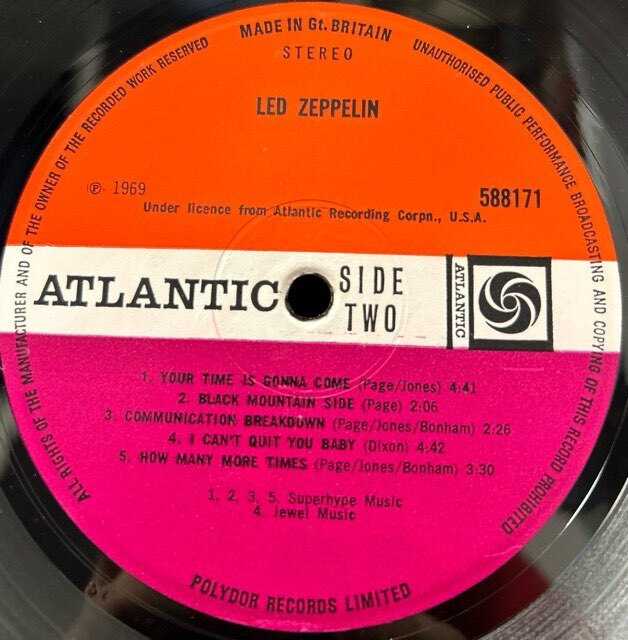 MADE IN Gt. BRITAIN
STEREO
LED ZEPPELIN
℗ 1969
588171
Under licence from Atlantic Recording Corpn., U.S.A.
ATLANTIC
SIDE
TWO
ATLANTIC
1. YOUR TIME IS GONNA COME (Page/Jones) 4:41
2. BLACK MOUNTAIN SIDE (Page) 2:06
3. COMMUNICATION BREAKDOWN (Page/Jones/Bonham) 2:26
4. I CAN'T QUIT YOU BABY (Dixon) 4:42
5. HOW MANY MORE TIMES (Page/Jones/Bonham) 3:30
1, 2, 3, 5. Superhype Music
4. Jewel Music
POLYDOR RECORDS LIMITED
ALL RIGHTS OF THE MANUFACTURER AND OF THE OWNER OF THE RECORDED WORK RESERVED
UNAUTHORISED PUBLIC PERFORMANCE BROADCASTING AND COPYING OF THIS RECORD PROHIBITED